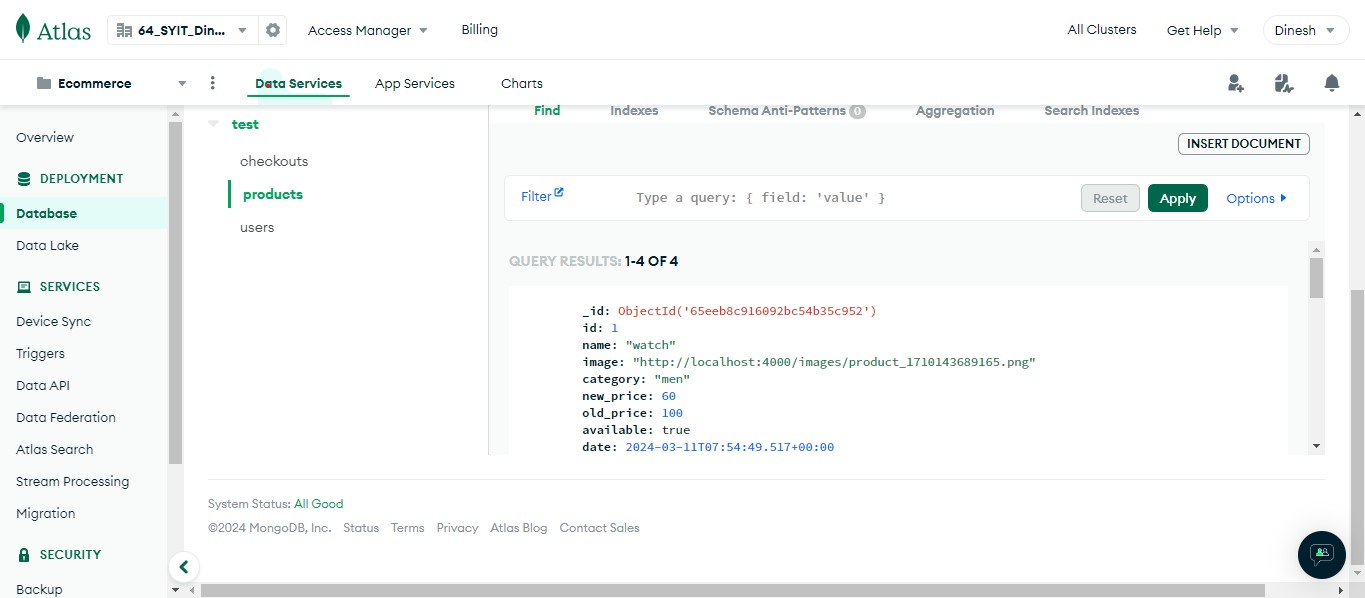 Atlas
64_SYIT_Din...
Access Manager
Billing
All Clusters
Get Help
Dinesh
Ecommerce
Data Services
App Services
Charts
Overview
DEPLOYMENT
Database
Data Lake
SERVICES
Device Sync
Triggers
Data API
Data Federation
Atlas Search
Stream Processing
Migration
SECURITY
Backup
test
checkouts
products
users
Find
Indexes
Schema Anti-Patterns 0
Aggregation
Search Indexes
INSERT DOCUMENT
Filter
Type a query: { field: 'value' }
Reset
Apply
Options
QUERY RESULTS: 1-4 OF 4
_id: ObjectId('65eeb8c916092bc54b35c952')
id: 1
name: "watch"
image: "http://localhost:4000/images/product_1710143689165.png"
category: "men"
new_price: 60
old_price: 100
available: true
date: 2024-03-11T07:54:49.517+00:00
System Status: All Good
©2024 MongoDB, Inc. Status Terms Privacy Atlas Blog Contact Sales